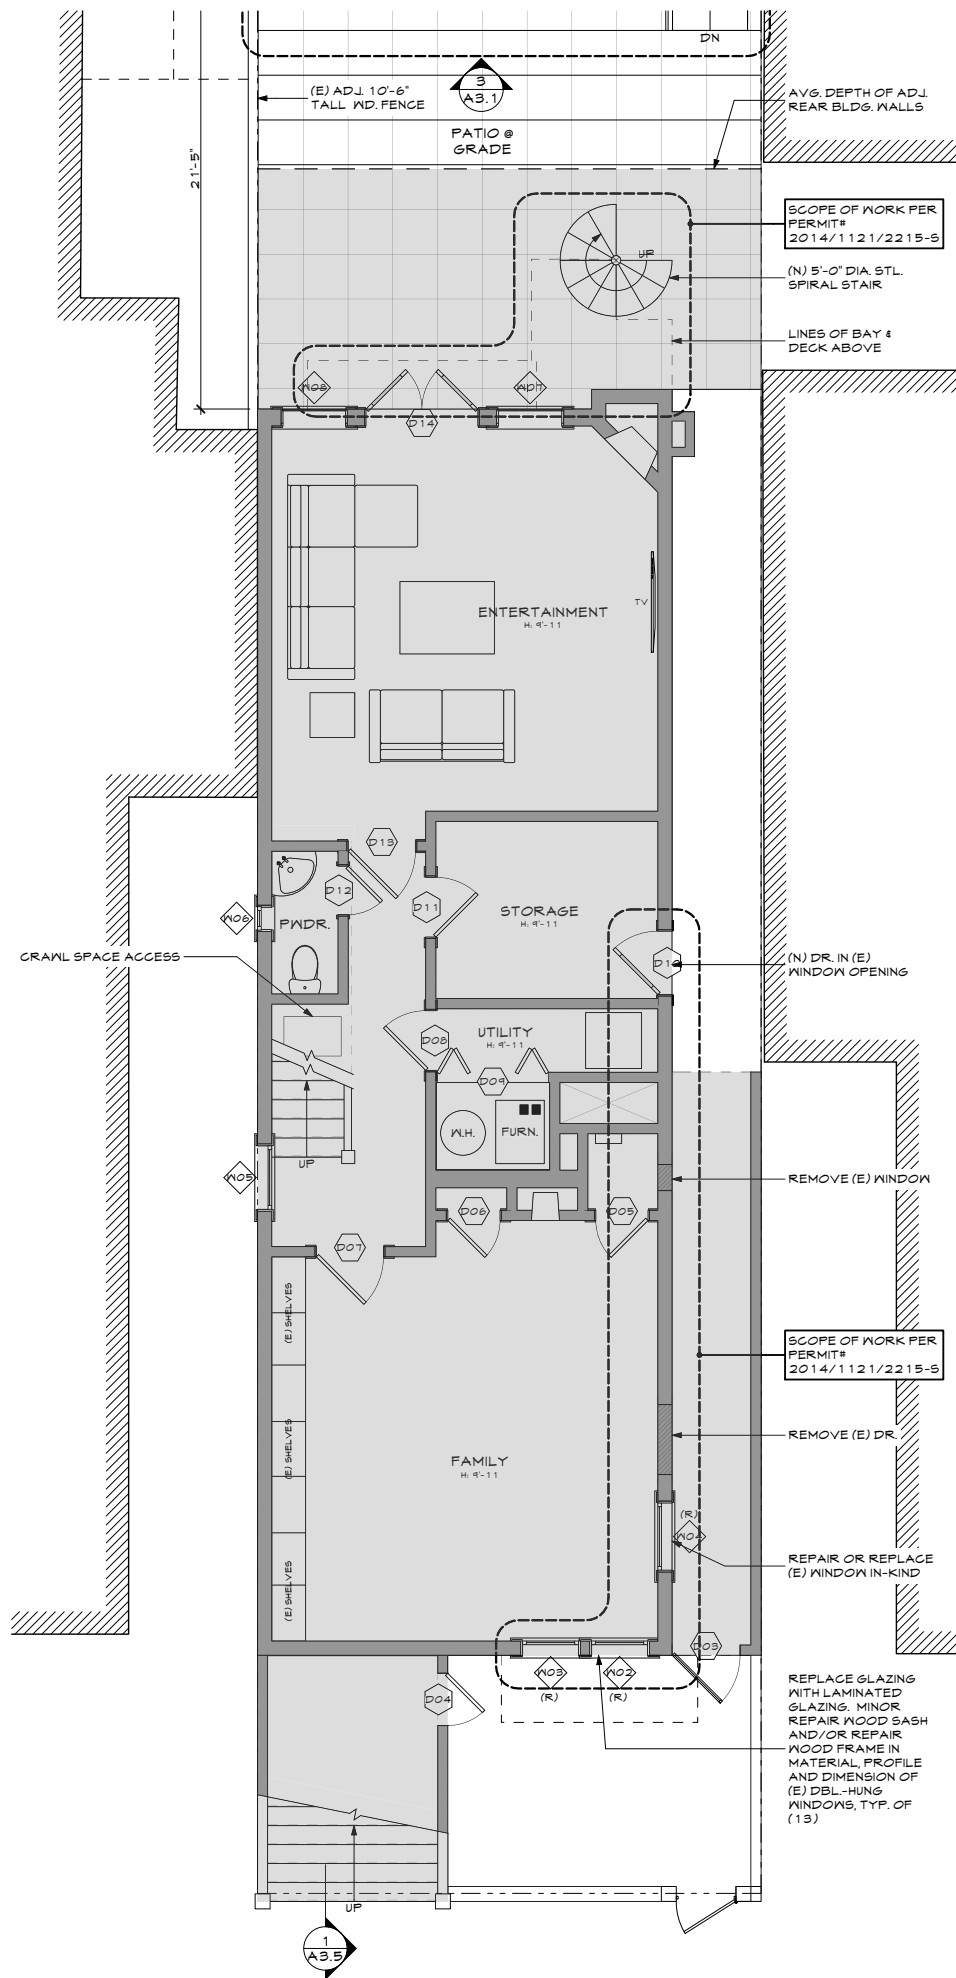 DN
(E) ADJ. 10'-6"
TALL WD. FENCE
3
A3.1
AVG. DEPTH OF ADJ.
REAR BLDG. WALLS
PATIO @
GRADE
21'-5"
SCOPE OF WORK PER
PERMIT#
2014/1121/2215-S
UP
(N) 5'-0" DIA. STL.
SPIRAL STAIR
LINES OF BAY &
DECK ABOVE
W08
WD7
D14
ENTERTAINMENT
H: 9'-11
TV
D13
D12
D11
STORAGE
H: 9'-11
W06
PWDR.
CRAWL SPACE ACCESS
D10
(N) DR. IN (E)
WINDOW OPENING
UTILITY
H: 9'-11
D08
D09
W.H.
FURN.
UP
W05
REMOVE (E) WINDOW
D06
D05
D07
(E) SHELVES
(E) SHELVES
(E) SHELVES
SCOPE OF WORK PER
PERMIT#
2014/1121/2215-S
REMOVE (E) DR.
FAMILY
H: 9'-11
(R)
W04
REPAIR OR REPLACE
(E) WINDOW IN-KIND
D03
W03
W02
(R)
(R)
D04
REPLACE GLAZING
WITH LAMINATED
GLAZING. MINOR
REPAIR WOOD SASH
AND/OR REPAIR
WOOD FRAME IN
MATERIAL, PROFILE
AND DIMENSION OF
(E) DBL.-HUNG
WINDOWS, TYP. OF
(13)
UP
1
A3.5